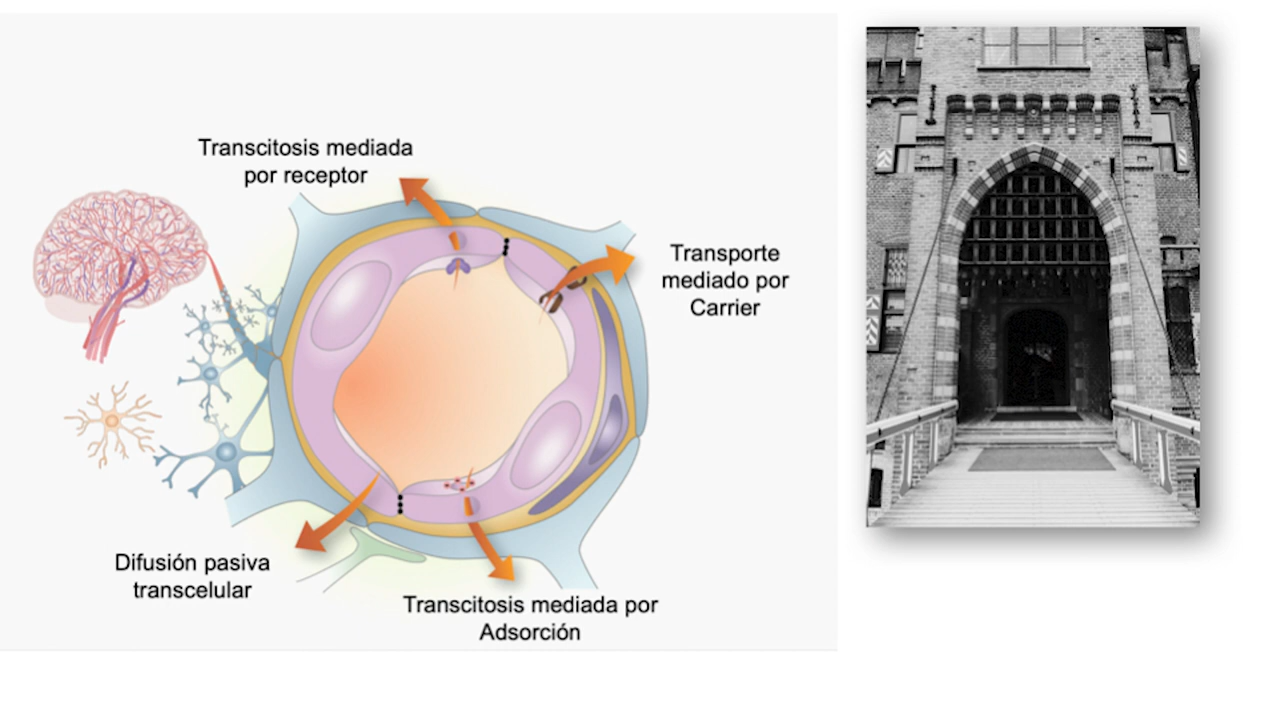 Transcitosis mediada
por receptor
Transporte
mediado por
Carrier
Difusión pasiva
transcelular
Transcitosis mediada por
Adsorción